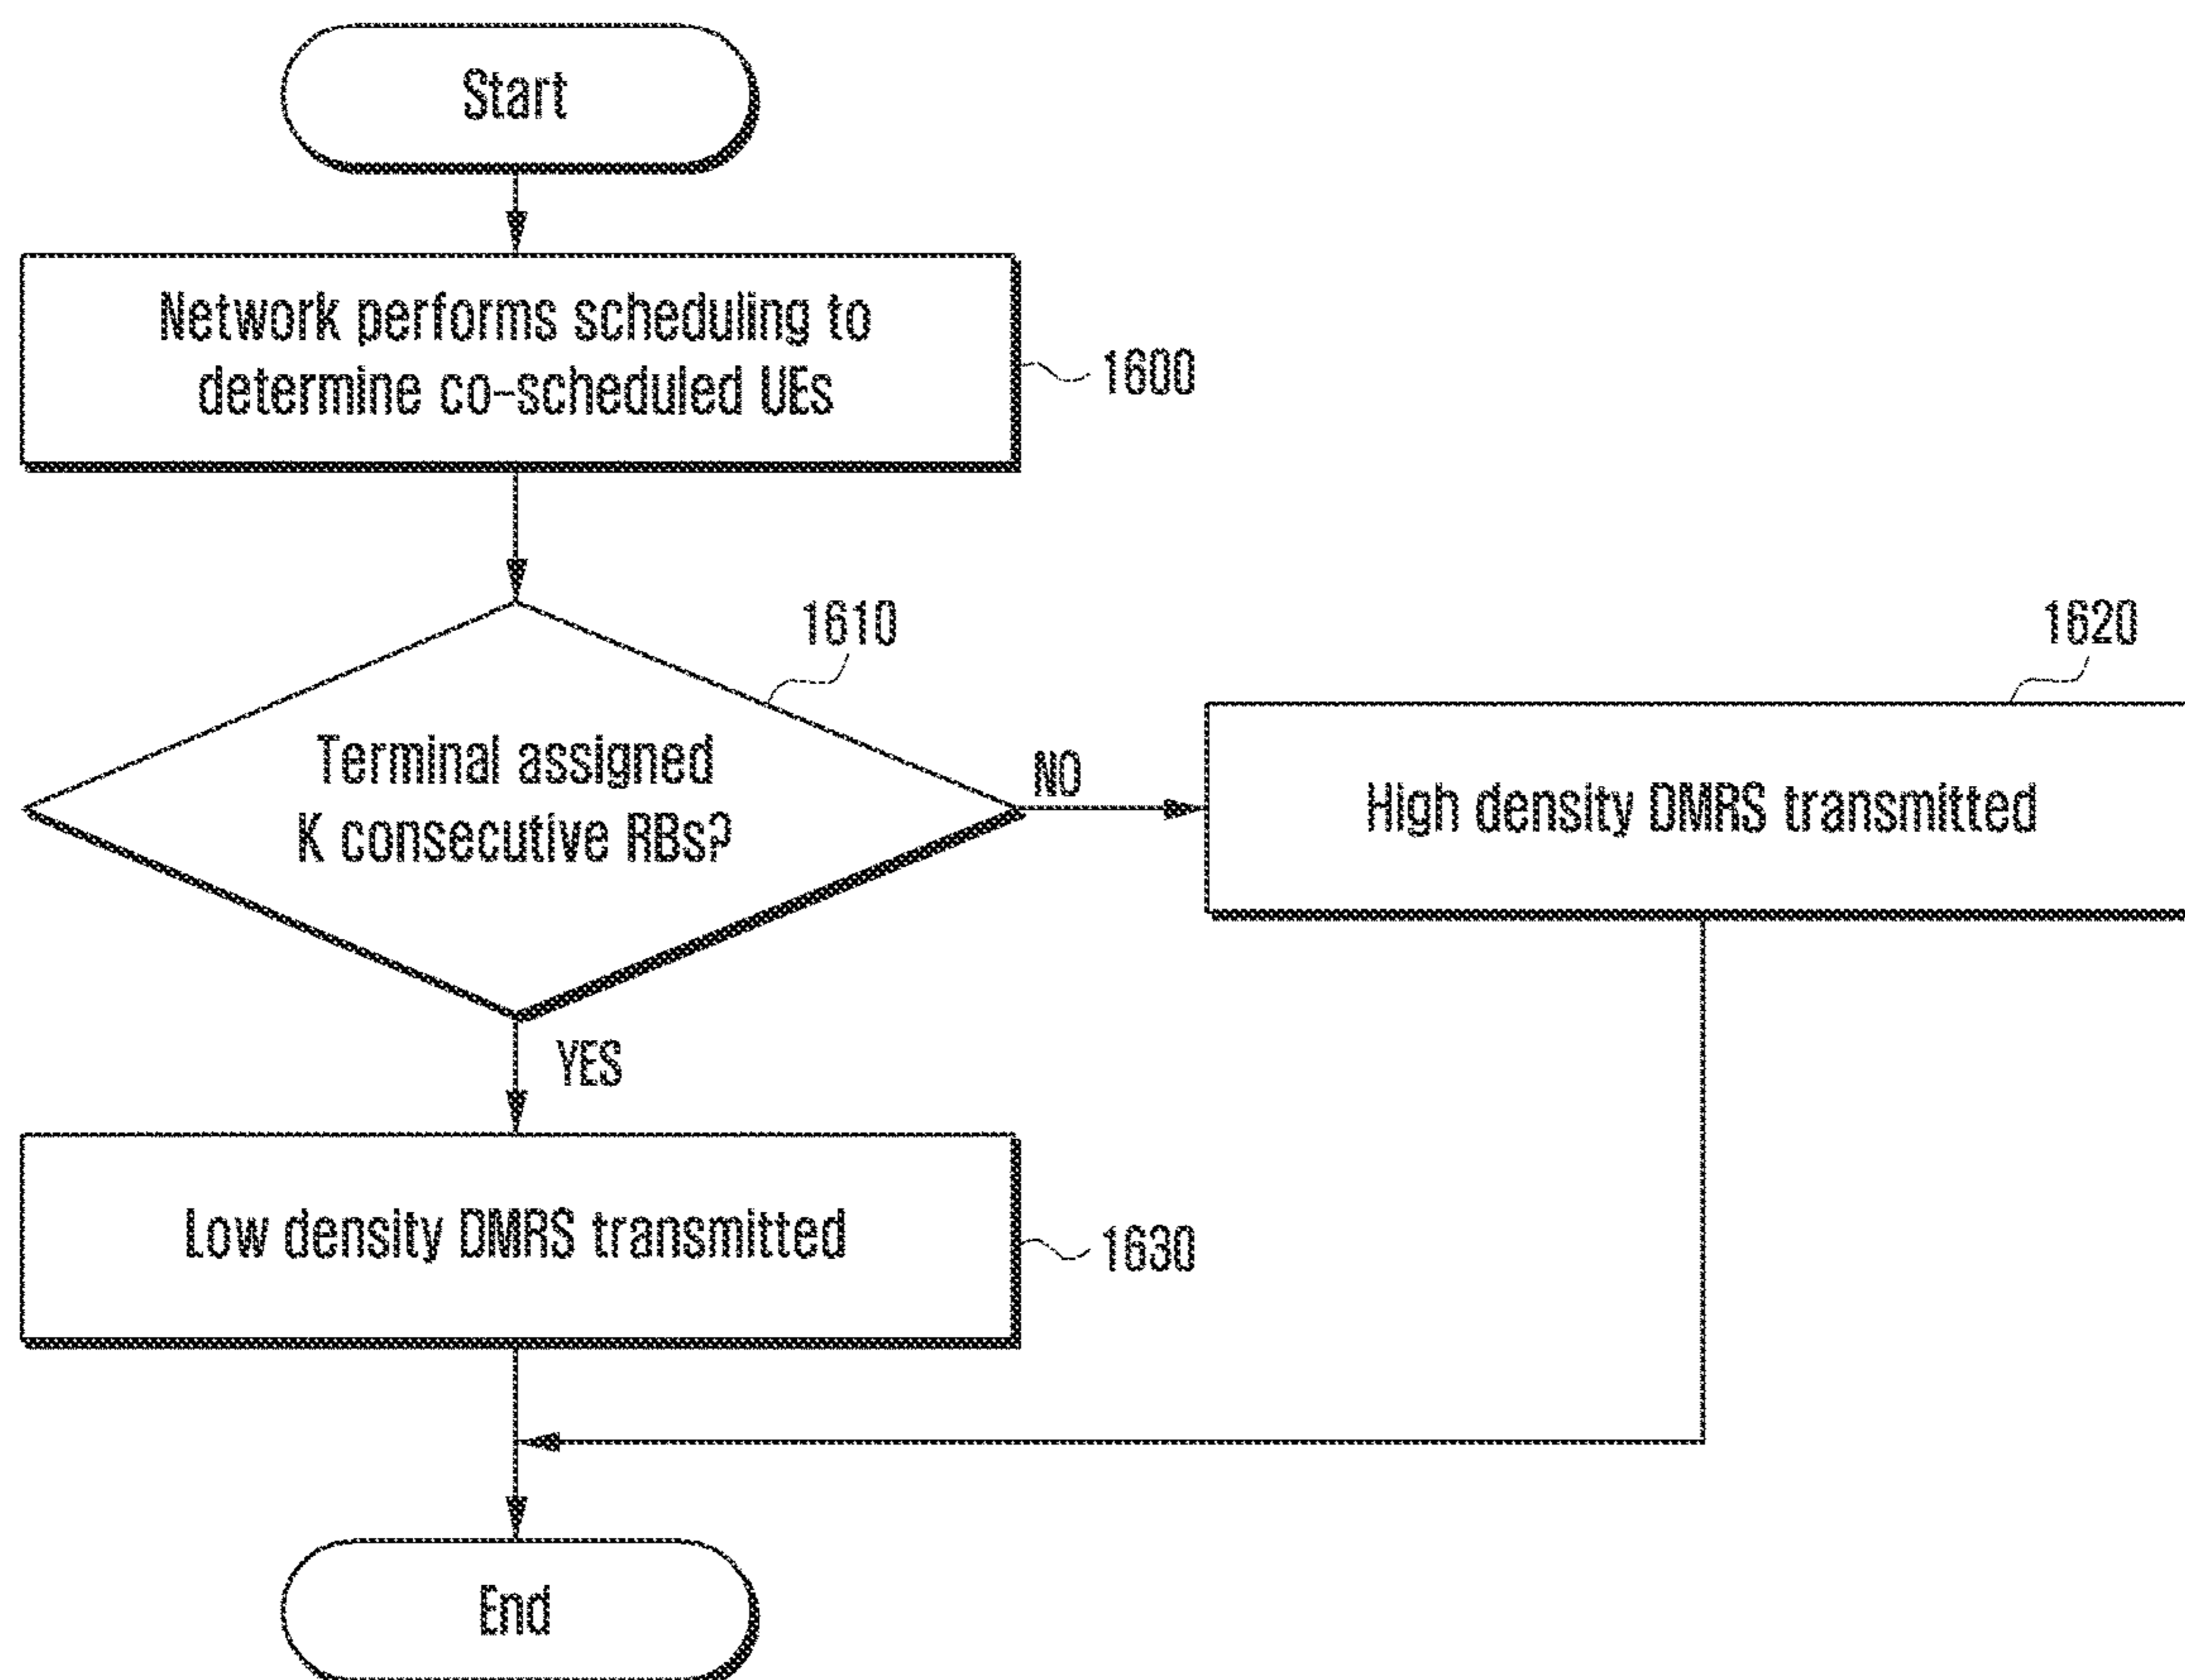 Start
Network performs scheduling to
determine co-scheduled UEs
1600
1610
1620
Terminal assigned
K consecutive RBs?
NO
High density DMRS transmitted
YES
Low density DMRS transmitted
1630
End